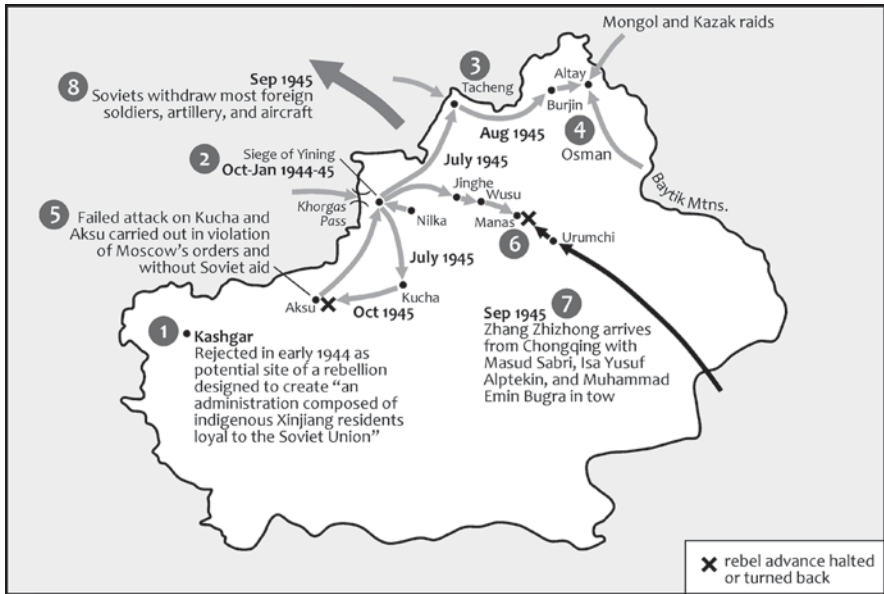 Mongol and Kazak raids
8
Sep 1945
Soviets withdraw most foreign
soldiers, artillery, and aircraft
3
Tacheng
Altay
Burjin
4
Osman
Aug 1945
July 1945
2
Siege of Yining
Oct-Jan 1944-45
Khorgas
Pass
Jinghe
Wusu
Nilka
Manas
6
Urumchi
Baytik Mtns.
5
Failed attack on Kucha and
Aksu carried out in violation
of Moscow's orders and
without Soviet aid
July 1945
Kucha
Aksu
Oct 1945
1
Kashgar
Rejected in early 1944 as
potential site of a rebellion
designed to create “an
administration composed of
indigenous Xinjiang residents
loyal to the Soviet Union”
Sep 1945
7
Zhang Zhizhong arrives
from Chongqing with
Masud Sabri, Isa Yusuf
Alptekin, and Muhammad
Emin Bugra in tow
rebel advance halted
or turned back